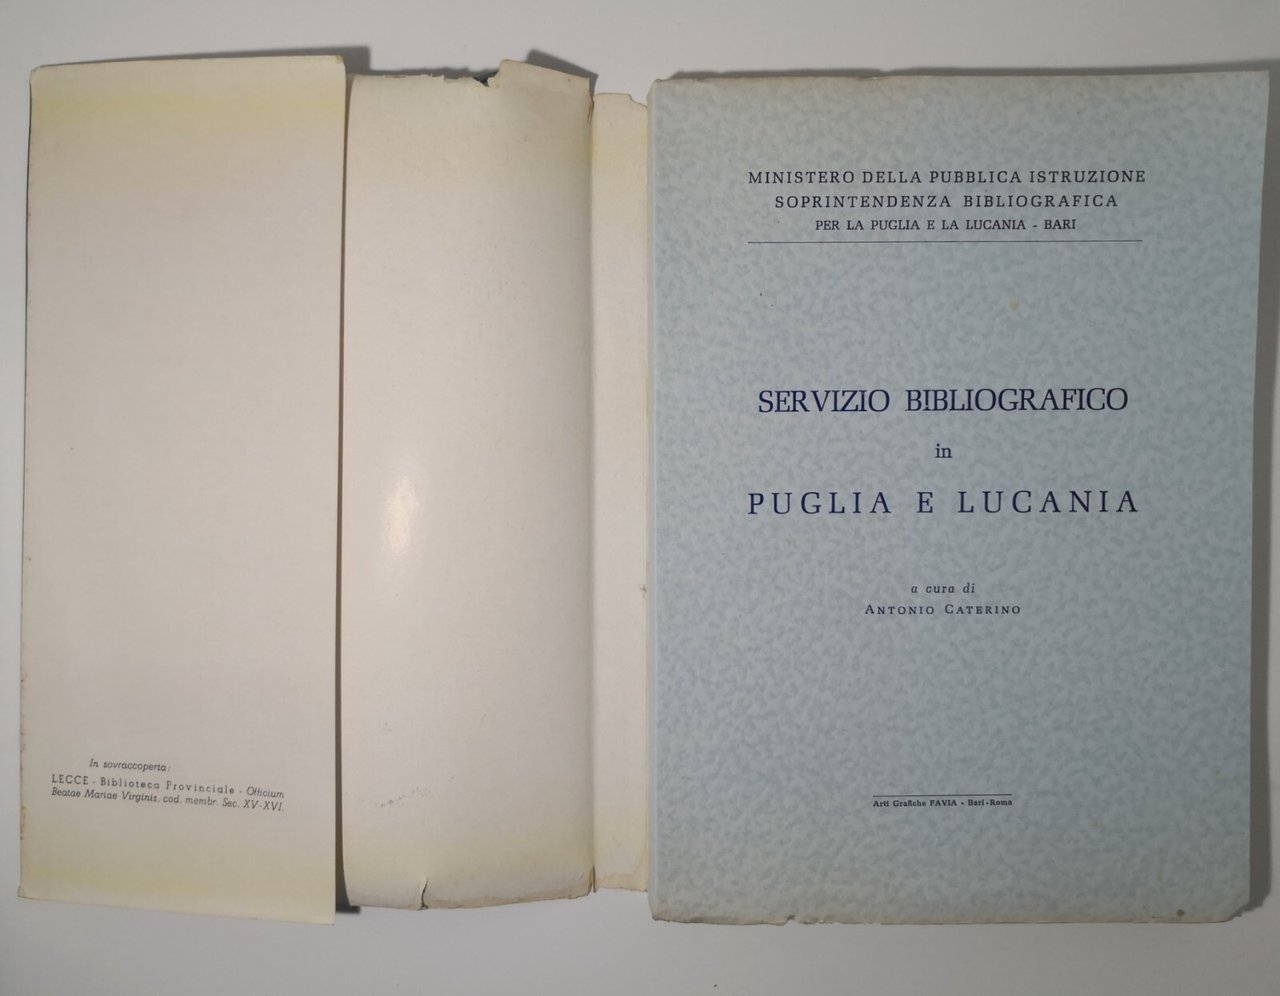 In sovraccoperta:
LECCE - Biblioteca Provinciale - Officium
Beatae Mariae Virginis, cod. membr. Sec. XV-XVI.
MINISTERO DELLA PUBBLICA ISTRUZIONE
SOPRINTENDENZA BIBLIOGRAFICA
PER LA PUGLIA E LA LUCANIA - BARI
SERVIZIO BIBLIOGRAFICO
in
PUGLIA E LUCANIA
a cura di
ANTONIO CATERINO
Arti Grafiche FAVIA - Bari-Roma